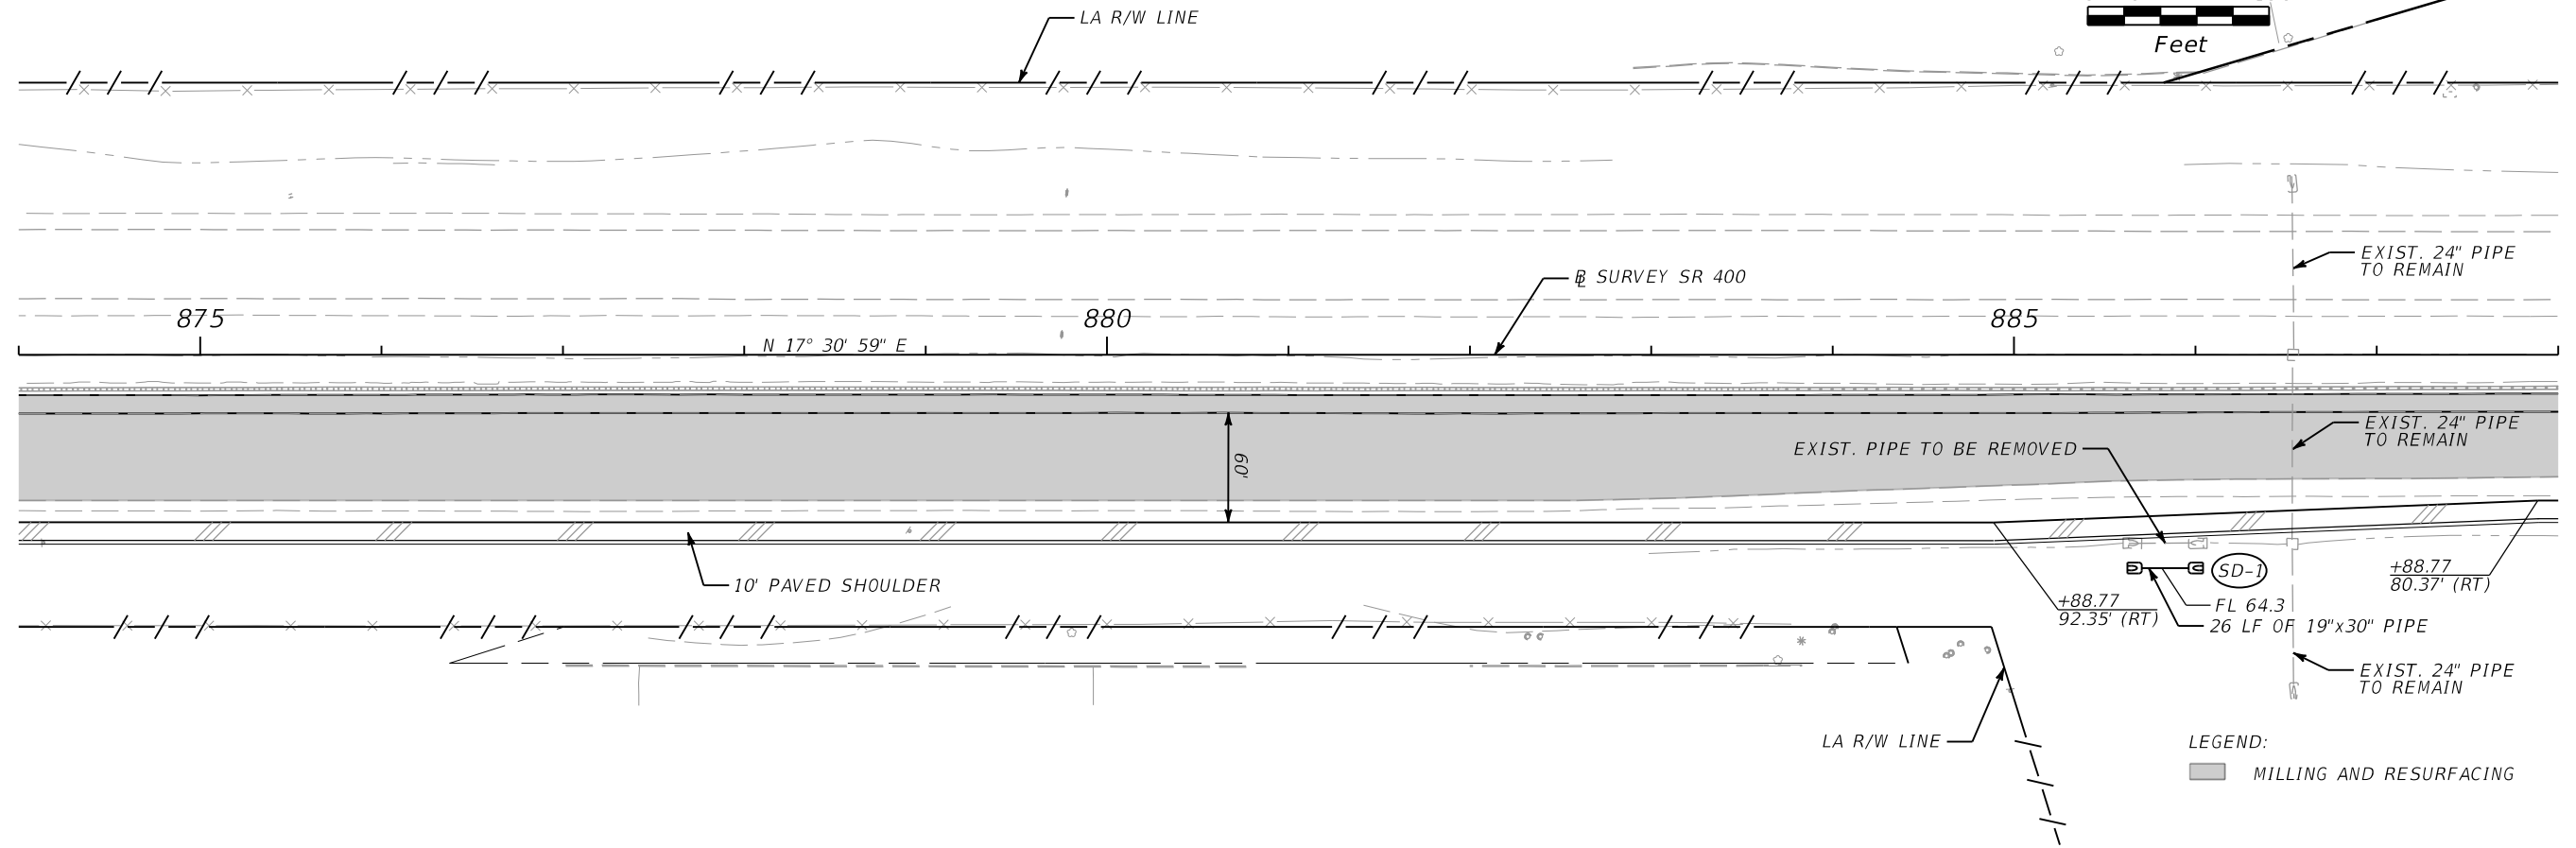 LA R/W LINE
Feet
EXIST. 24" PIPE
TO REMAIN
B SURVEY SR 400
875
880
885
N 17° 30' 59" E
EXIST. 24" PIPE
TO REMAIN
EXIST. PIPE TO BE REMOVED
60'
10' PAVED SHOULDER
SD-1
+88.77
80.37' (RT)
+88.77
92.35' (RT)
FL 64.3
26 LF OF 19"x30" PIPE
EXIST. 24" PIPE
TO REMAIN
LA R/W LINE
LEGEND:
MILLING AND RESURFACING